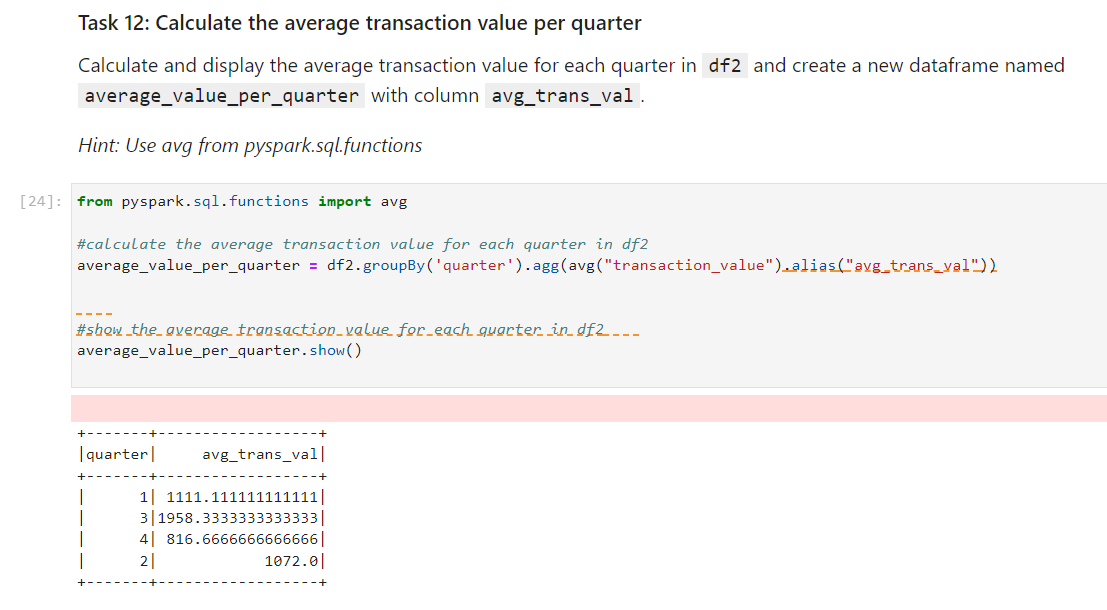 Task 12: Calculate the average transaction value per quarter
Calculate and display the average transaction value for each quarter in df2 and create a new dataframe named
average_value_per_quarter with column avg_trans_val.
Hint: Use avg from pyspark.sql.functions
[24]: from pyspark.sql.functions import avg
#calculate the average transaction value for each quarter in df2
average_value_per_quarter = df2.groupBy('quarter').agg(avg("transaction_value").alias("avg_trans_val"))
#show the average transaction value for each quarter in df2
average_value_per_quarter.show()
+-------+------------------+
|quarter|     avg_trans_val|
+-------+------------------+
|      1| 1111.111111111111|
|      3|1958.3333333333333|
|      4| 816.6666666666666|
|      2|            1072.0|
+-------+------------------+